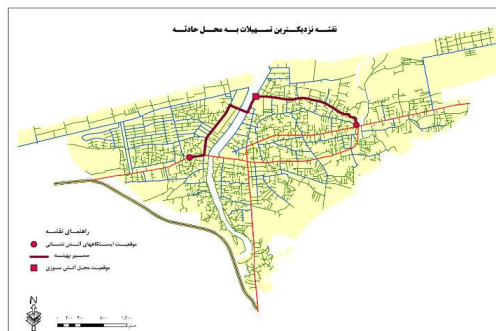 نقشه نزدیکترین تسهیلات به محل حادثه
راهنمای نقشه
موقعیت ایستگاههای آتش نشانی
مسیر بهینه
موقعیت محل آتش سوزی
N
متر